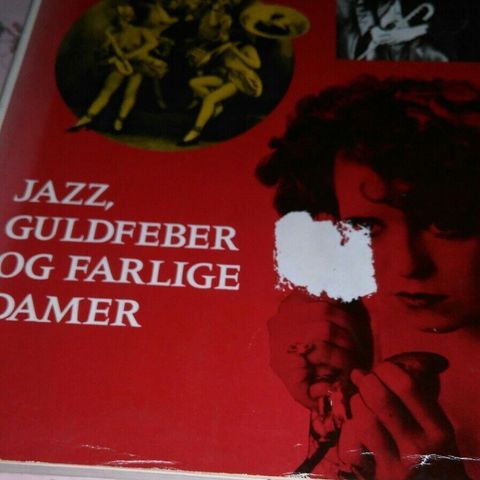 JAZZ,
GULDFEBER
OG FARLIGE
DAMER